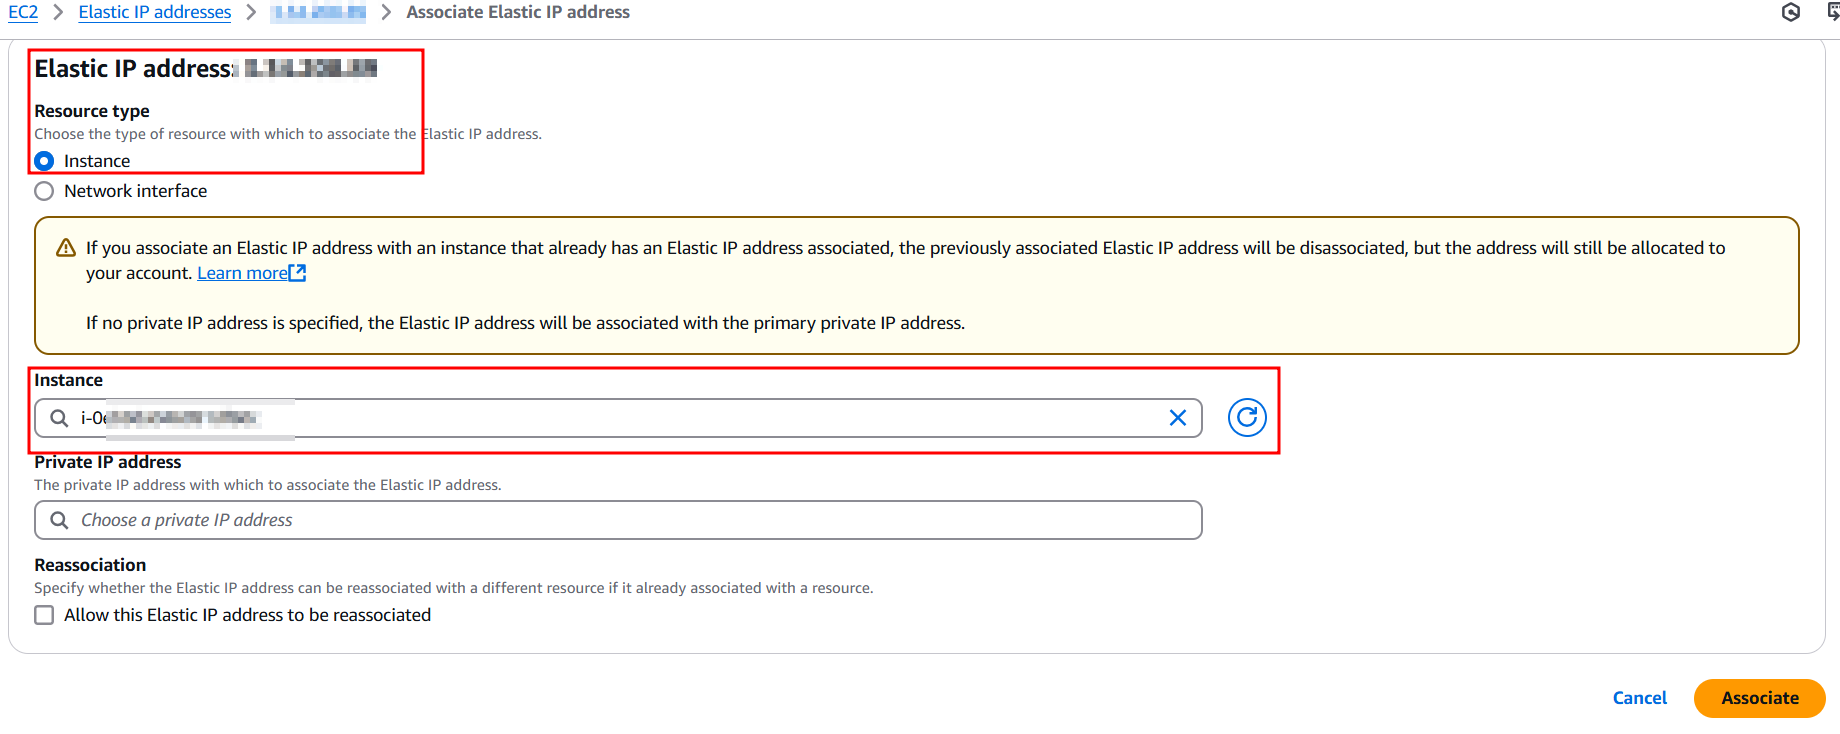 EC2 > Elastic IP addresses > > Associate Elastic IP address
Elastic IP address:
Resource type
Choose the type of resource with which to associate the Elastic IP address.
Instance
Network interface
If you associate an Elastic IP address with an instance that already has an Elastic IP address associated, the previously associated Elastic IP address will be disassociated, but the address will still be allocated to
your account. Learn more
If no private IP address is specified, the Elastic IP address will be associated with the primary private IP address.
Instance
Private IP address
The private IP address with which to associate the Elastic IP address.
Choose a private IP address
Reassociation
Specify whether the Elastic IP address can be reassociated with a different resource if it already associated with a resource.
Allow this Elastic IP address to be reassociated
Cancel Associate